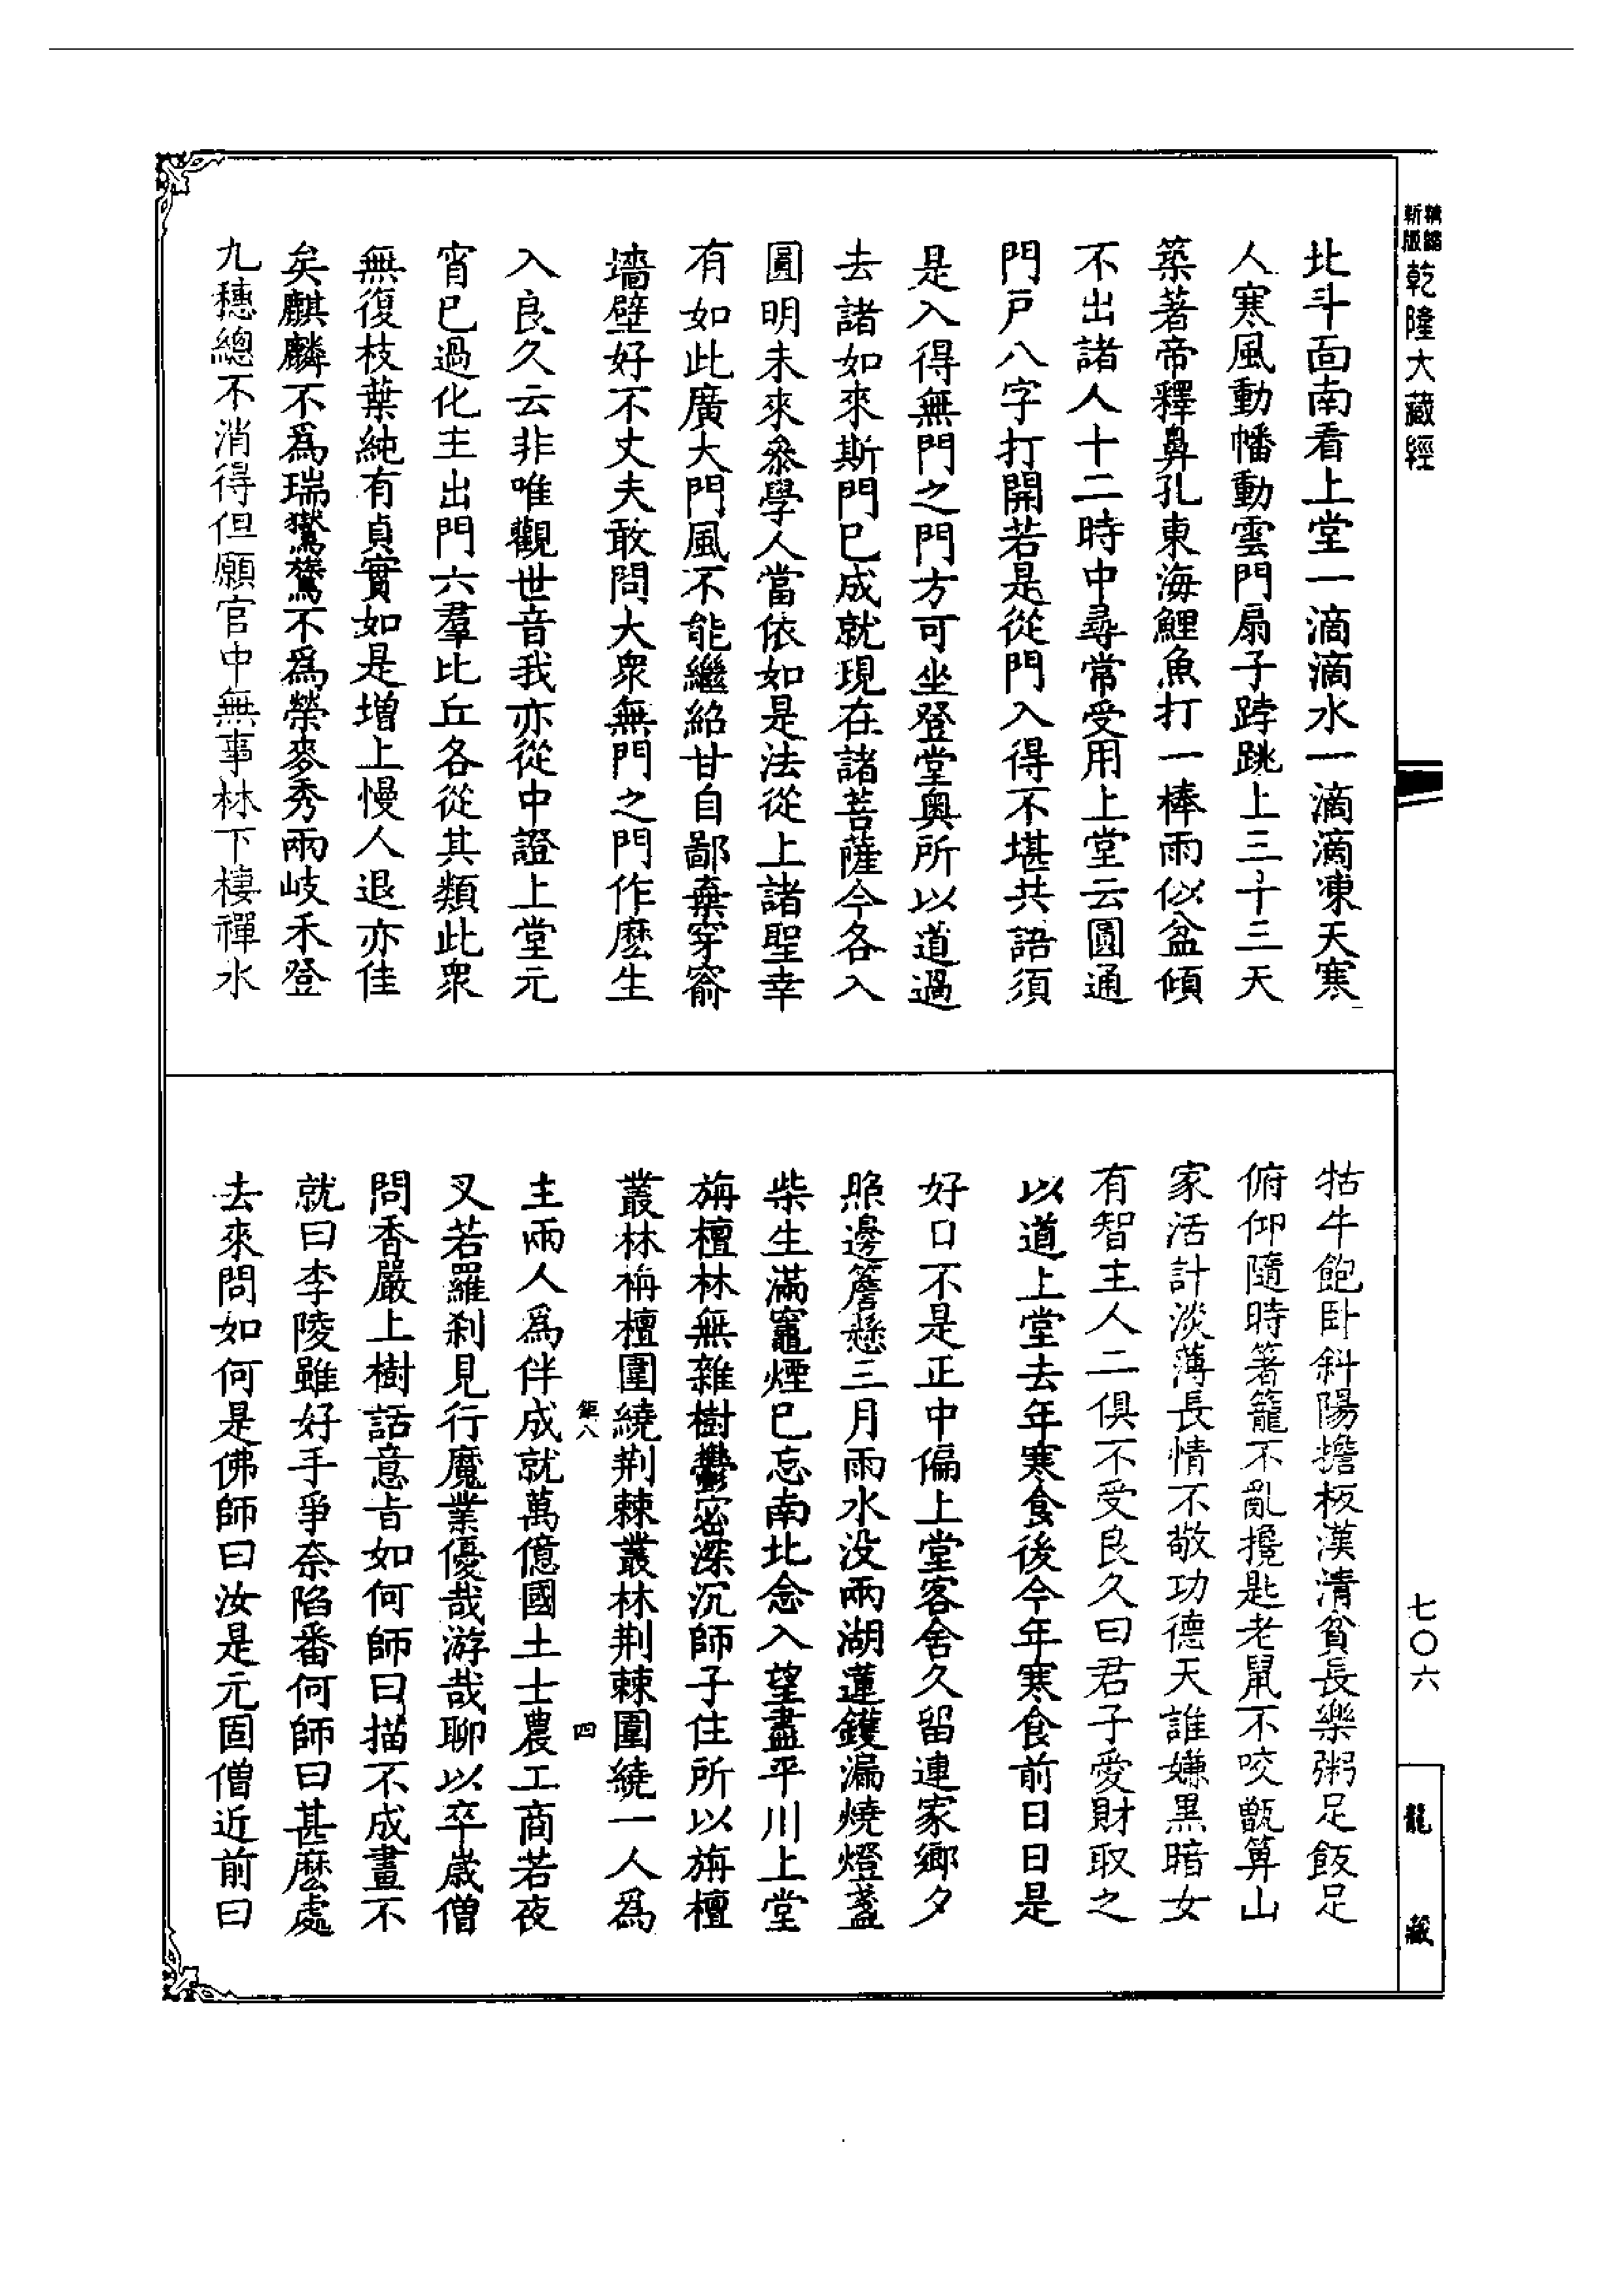 新版
精縮
乾隆大藏經
北斗面南看上堂一滴滴水一滴滴凍天寒
人寒風動幡動雲門扇子踍跳上三十三天
築著帝釋鼻孔東海鯉魚打一棒雨似盆傾
不出諸人十二時中尋常受用上堂云圓通
門戶八字打開若是從門入得不堪共語須
是入得無門之門方可坐登堂奧所以道過
去諸如來斯門已成就現在諸菩薩今各入
圓明未來叅學人當依如是法從上諸聖幸
有如此廣大門風不能繼紹甘自鄙棄穿窬
墻壁好不丈夫敢問大衆無門之門作麽生
入良久云非唯觀世音我亦從中證上堂元
宵已過化主出門六羣比丘各從其類此衆
無復枝葉純有貞實如是增上慢人退亦佳
矣麒麟不爲瑞鸑鷟不爲榮麥秀兩岐禾登
九穗總不消得但願官中無事林下棲禪水
牯牛飽卧斜陽擔板漢清貧長樂粥足飯足
俯仰隨時箸籠不亂攙匙老鼠不咬甑箅山
家活計淡薄長情不敬功德天誰嫌黑暗女
有智主人二俱不受良久曰君子愛財取之
以道上堂去年寒食後今年寒食前日日是
好日不是正中偏上堂客舍久留連家鄉夕
照邊簷懸三月雨水没兩湖蓮鑊漏燒燈盞
柴生滿竈煙已忘南北念入望盡平川上堂
旃檀林無雜樹鬱密深沉師子住所以旃檀
叢林旃檀圍繞荆棘叢林荆棘圍繞一人爲
鉅八
四
主兩人爲伴成就萬億國土士農工商若夜
叉若羅刹見行魔業優哉游哉聊以卒歲僧
問香嚴上樹話意旨如何師曰描不成畫不
就曰李陵雖好手爭奈陷番何師曰甚麽處
去來問如何是佛師曰汝是元固僧近前曰
七〇六
龍藏